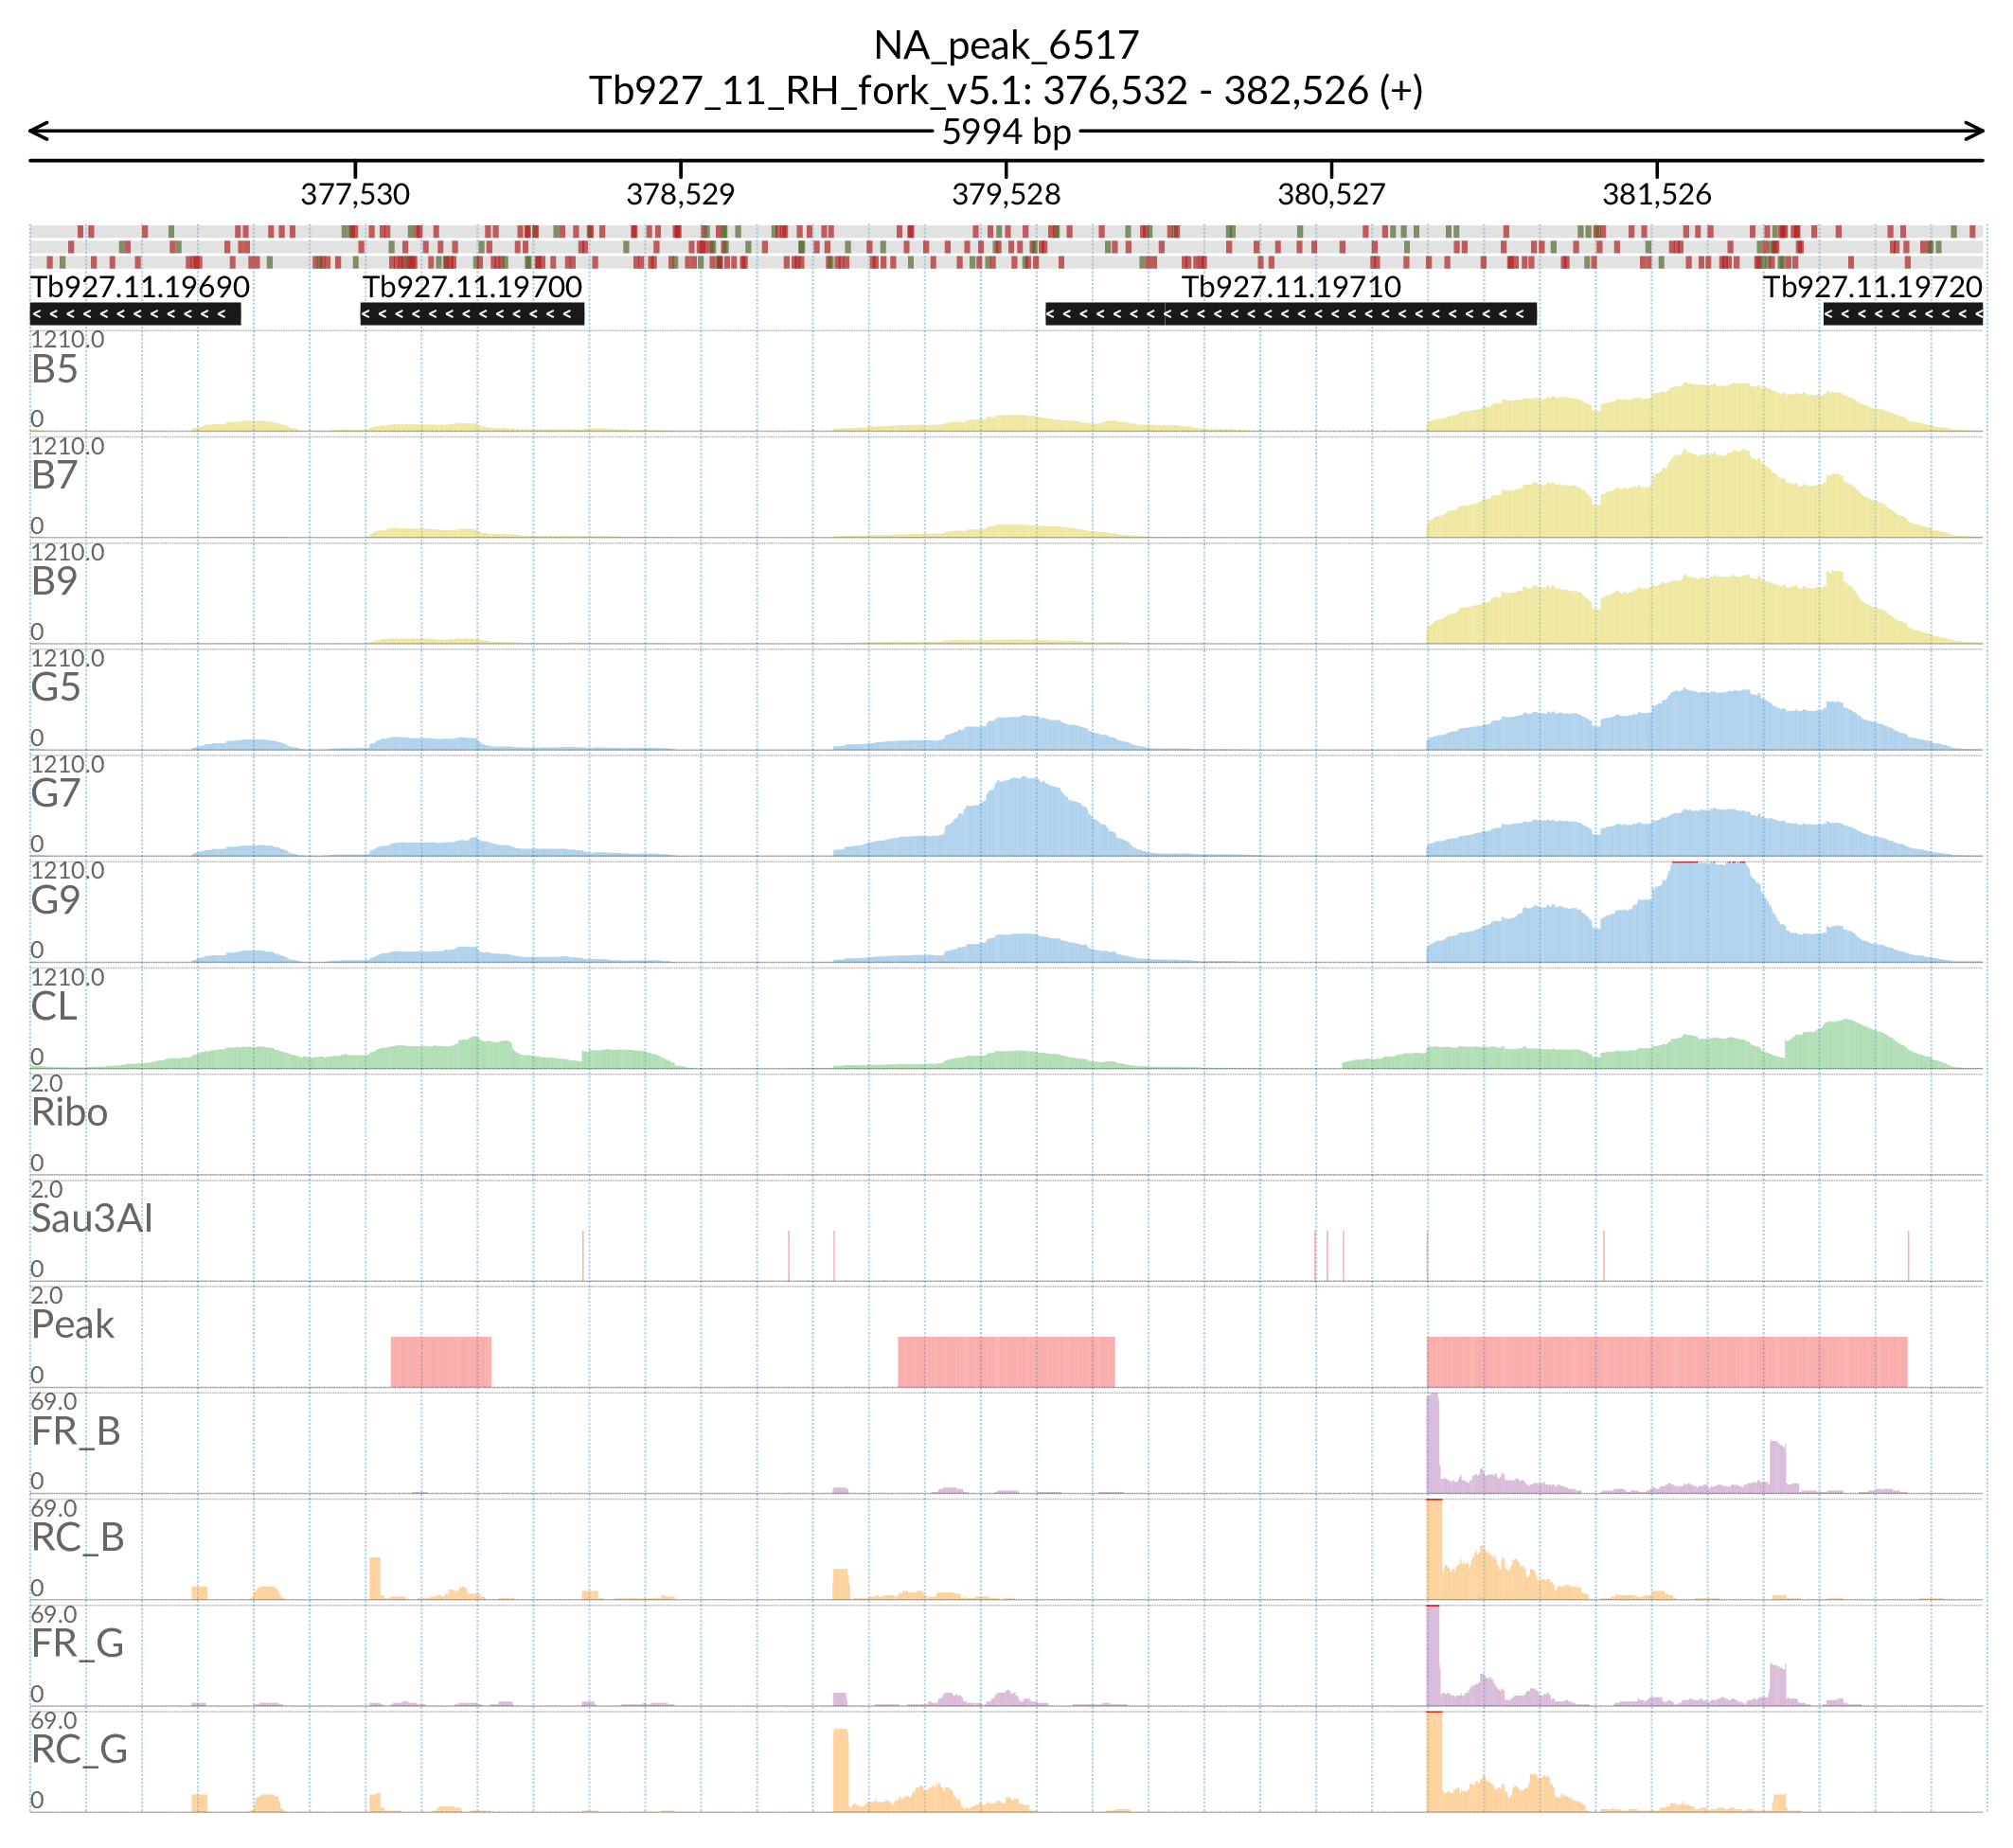 NA_peak_6517
Tb927_11_RH_fork_v5.1: 376,532 - 382,526 (+)
5994 bp
377,530 378,529 379,528 380,527 381,526
Tb927.11.19690 Tb927.11.19700 Tb927.11.19710 Tb927.11.19720
1210.0
B5
0
1210.0
B7
0
1210.0
B9
0
1210.0
G5
0
1210.0
G7
0
1210.0
G9
0
1210.0
CL
0
2.0
Ribo
0
2.0
Sau3AI
0
2.0
Peak
0
69.0
FR_B
0
69.0
RC_B
0
69.0
FR_G
0
69.0
RC_G
0